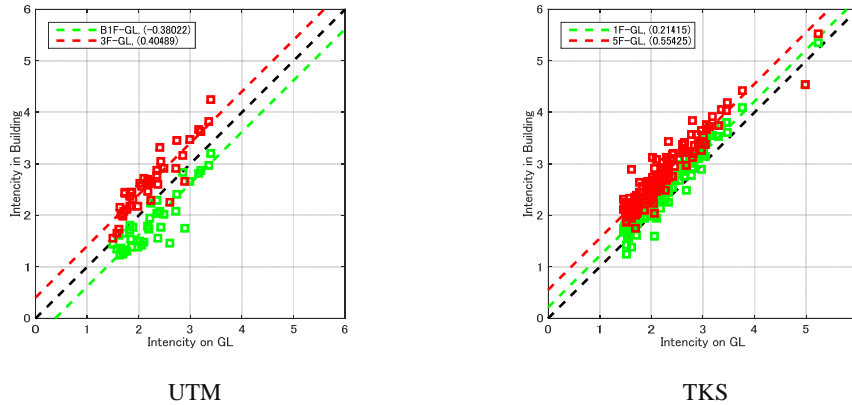 B1F-GL, (-0.38022)
3F-GL, (0.40489)
Intencity in Building
6
5
4
3
2
1
0
0 1 2 3 4 5 6
Intencity on GL
UTM
1F-GL, (0.21415)
5F-GL, (0.55425)
Intencity in Building
6
5
4
3
2
1
0
0 1 2 3 4 5
Intencity on GL
TKS